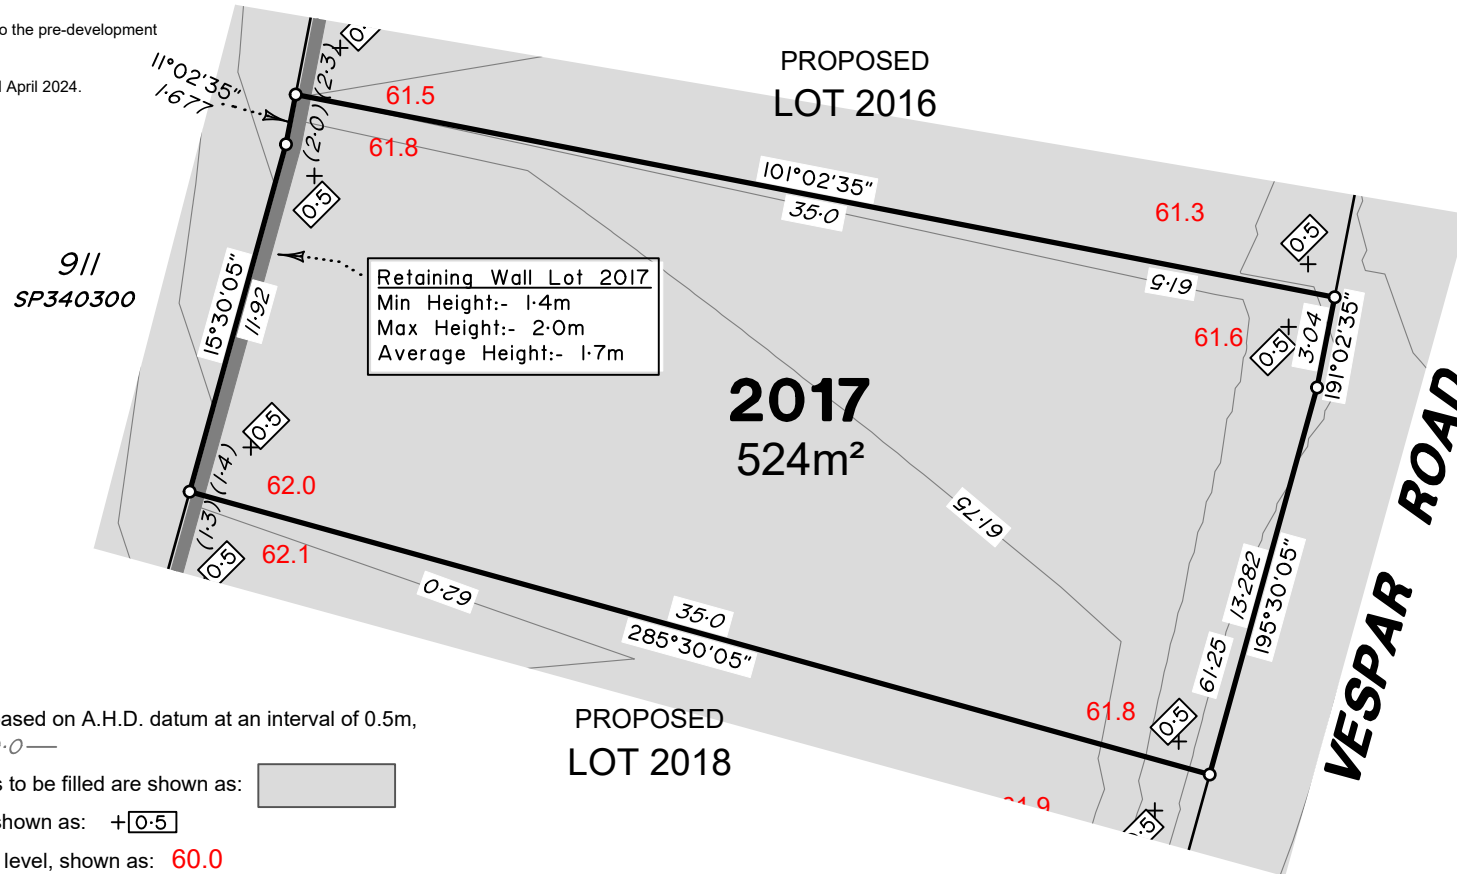 o the pre-development
April 2024.
11°02'35"
1·677
(2·3)
(2·0)
61.5
61.8
PROPOSED
LOT 2016
101°02'35"
35·0
61.3
0·5
61·5
61.6
0·5
3·04
191°02'35"
0·5
911
SP340300
15°30'05"
11·92
Retaining Wall Lot 2017
Min Height:- 1·4m
Max Height:- 2·0m
Average Height:- 1·7m
2017
524m²
0·5
(1·4)
62.0
(1·3)
62.1
0·5
62·0
35·0
285°30'05"
61·75
13·282
195°30'05"
61·25
61.8
0·5
VESPAR ROAD
PROPOSED
LOT 2018
61.9
ased on A.H.D. datum at an interval of 0.5m,
·0
s to be filled are shown as:
shown as: +0·5
level, shown as: 60.0